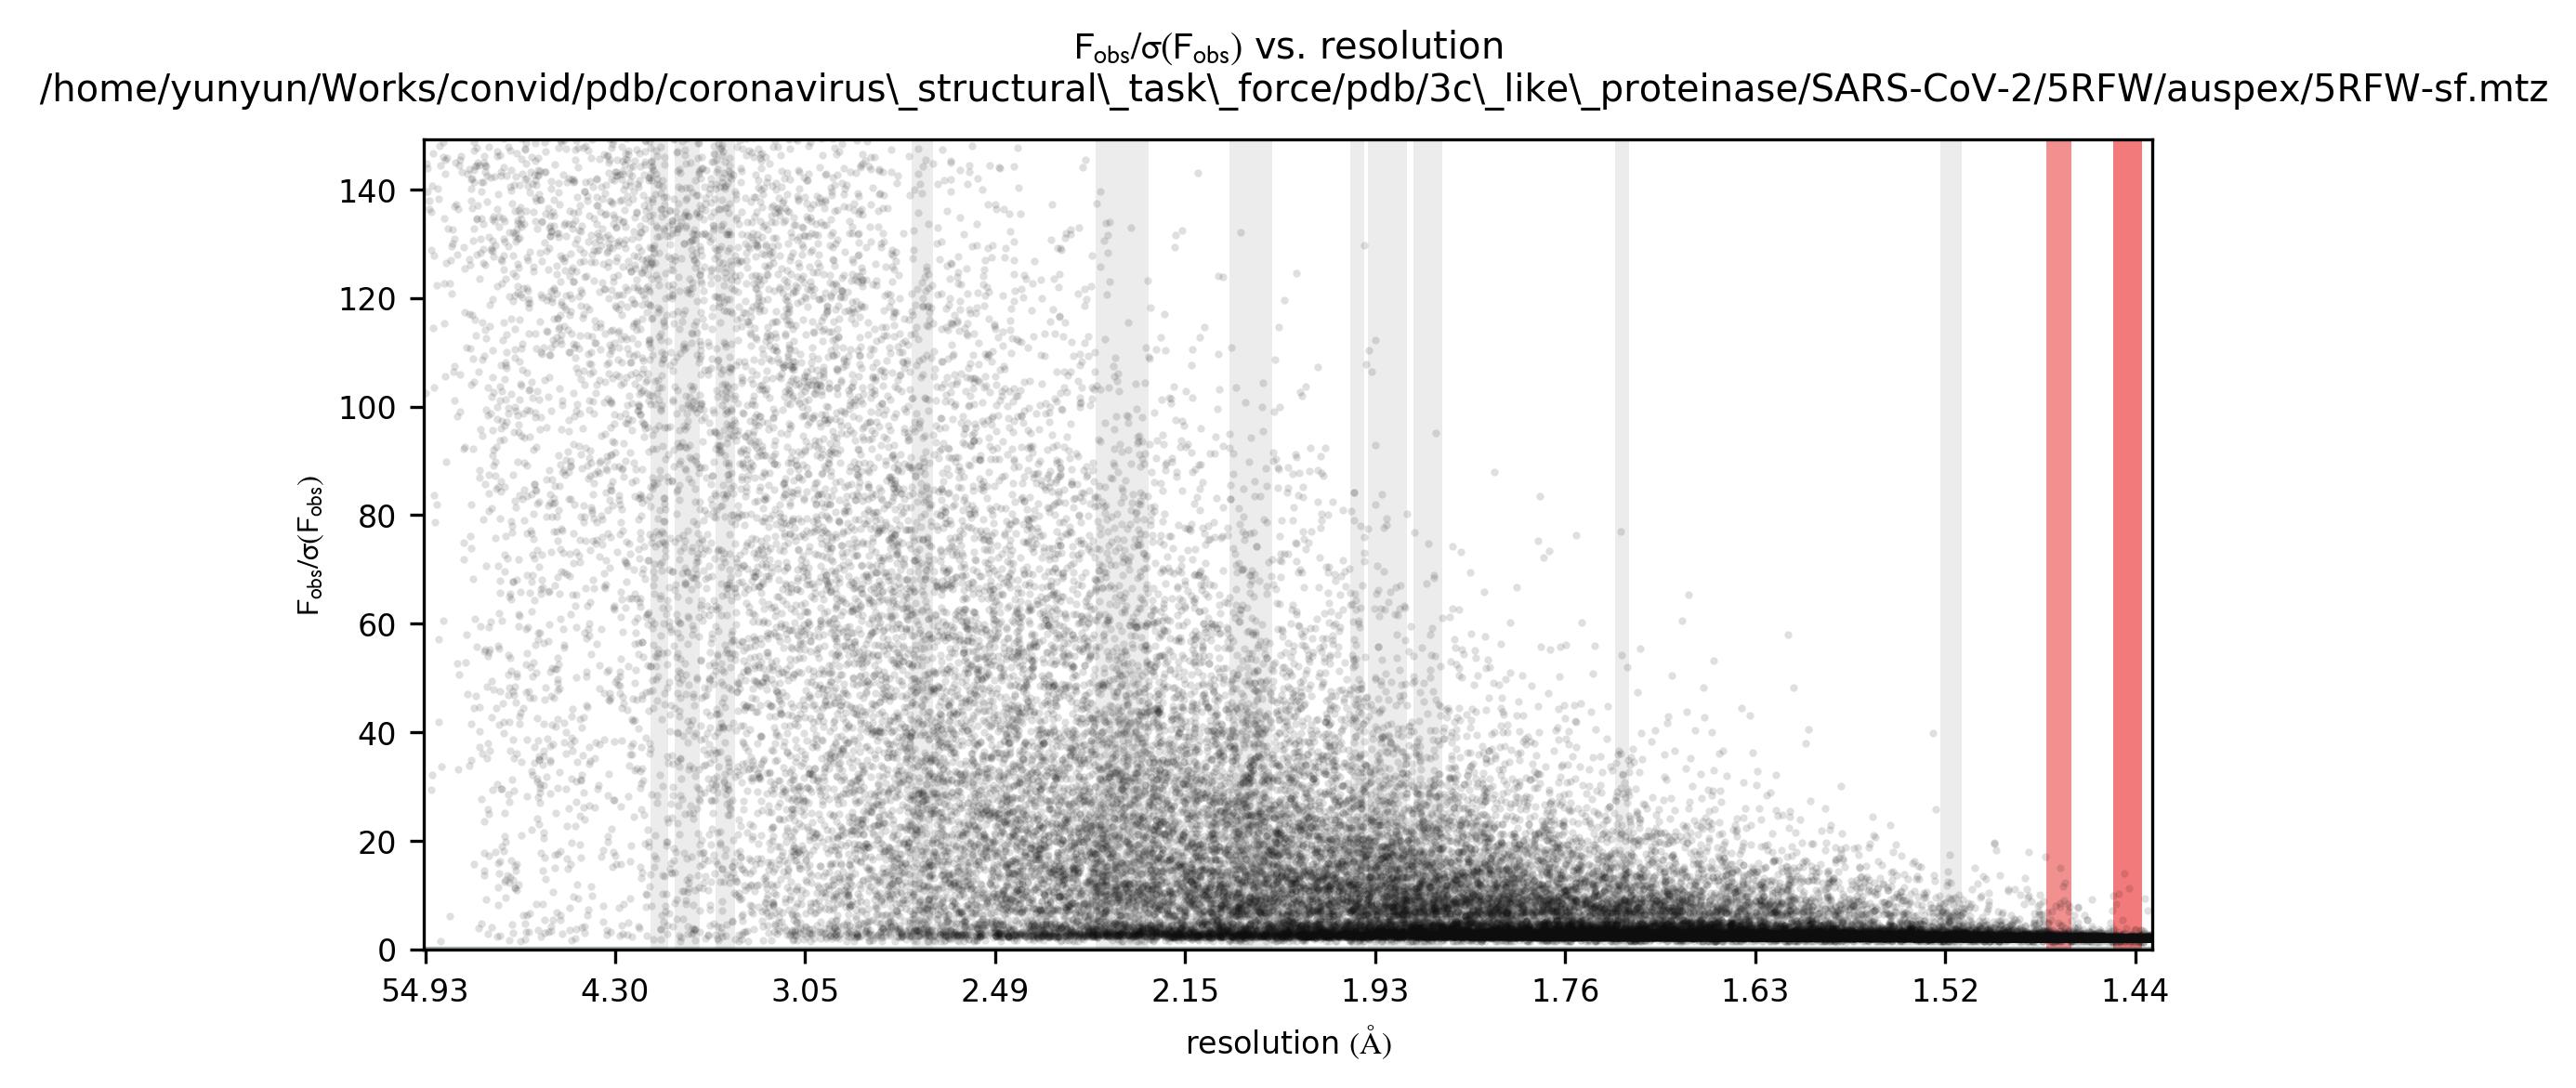 Fobs/σ(Fobs) vs. resolution
/home/yunyun/Works/convid/pdb/coronavirus\_structural\_task\_force/pdb/3c\_like\_proteinase/SARS-CoV-2/5RFW/auspex/5RFW-sf.mtz
Fobs/σ(Fobs)
140
120
100
80
60
40
20
0
54.93 4.30 3.05 2.49 2.15 1.93 1.76 1.63 1.52 1.44
resolution (Å)